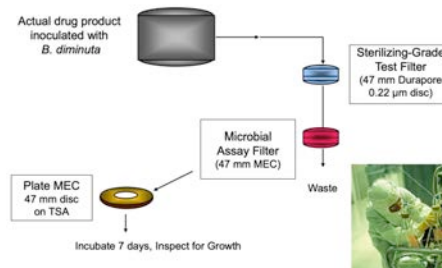 Actual drug product
inoculated with
B. diminuta
Sterilizing-Grade
Test Filter
(47 mm Durapore
0.22 µm disc)
Microbial
Assay Filter
(47 mm MEC)
Plate MEC
47 mm disc
on TSA
Waste
Incubate 7 days, Inspect for Growth